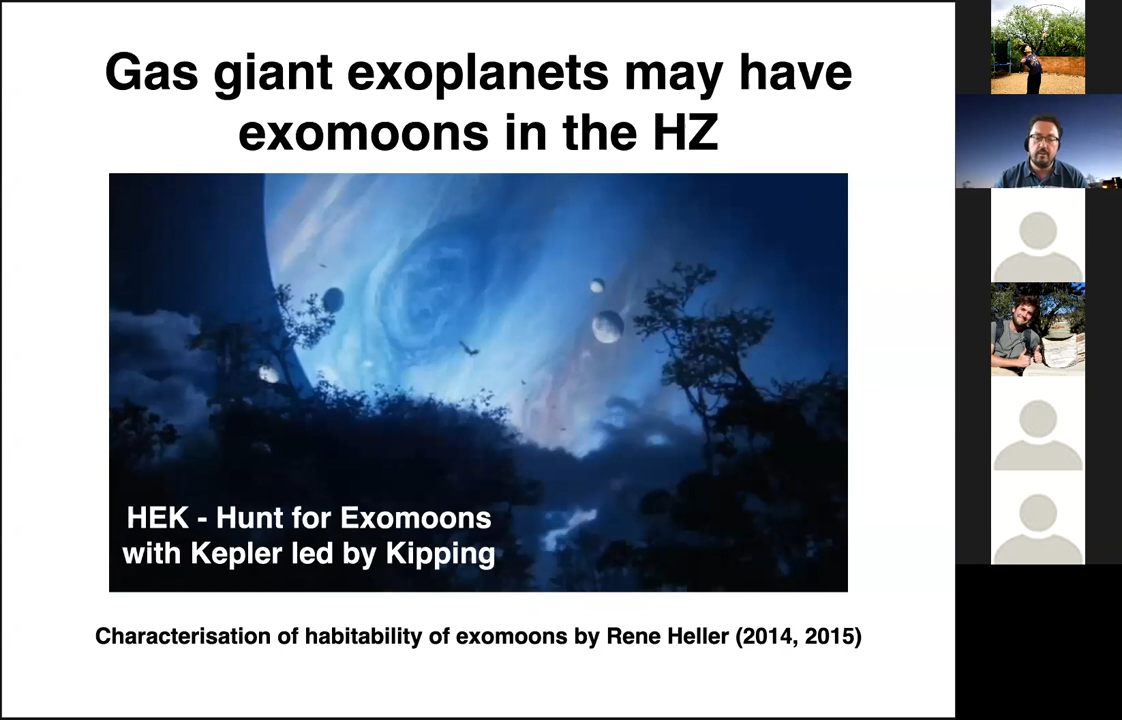 Gas giant exoplanets may have
exomoons in the HZ
HEK - Hunt for Exomoons
with Kepler led by Kipping
Characterisation of habitability of exomoons by Rene Heller (2014, 2015)